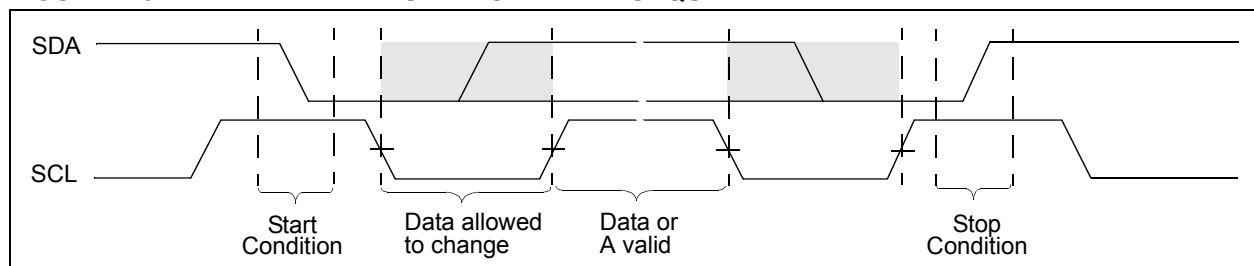 SDA
SCL
Start
Condition
Data allowed
to change
Data or
A valid
Stop
Condition